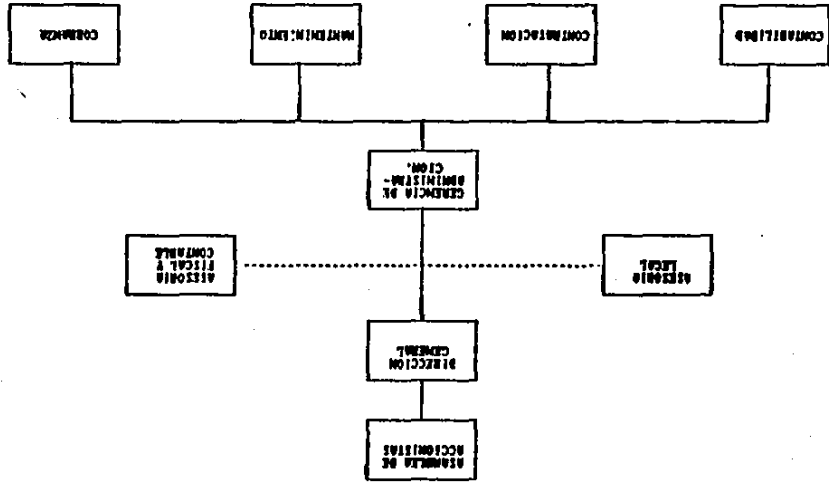 ASAMBLEA DE
ACCIONISTAS
DIRECCION
GENERAL
ASESORIA
LEGAL
ASESORIA
FISCAL Y
CONTABLE
GERENCIA DE
ADMINISTRA-
CION.
CONTABILIDAD
CONTRATACION
MANTENIMIENTO
COBRANZA